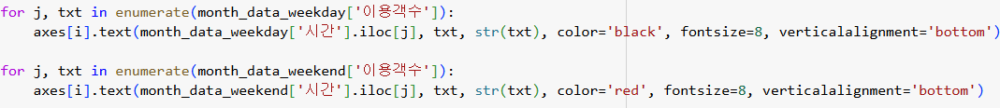 for j, txt in enumerate(month_data_weekday['이용객수']):
    axes[i].text(month_data_weekday['시간'].iloc[j], txt, str(txt), color='black', fontsize=8, verticalalignment='bottom')
for j, txt in enumerate(month_data_weekend['이용객수']):
    axes[i].text(month_data_weekend['시간'].iloc[j], txt, str(txt), color='red', fontsize=8, verticalalignment='bottom')